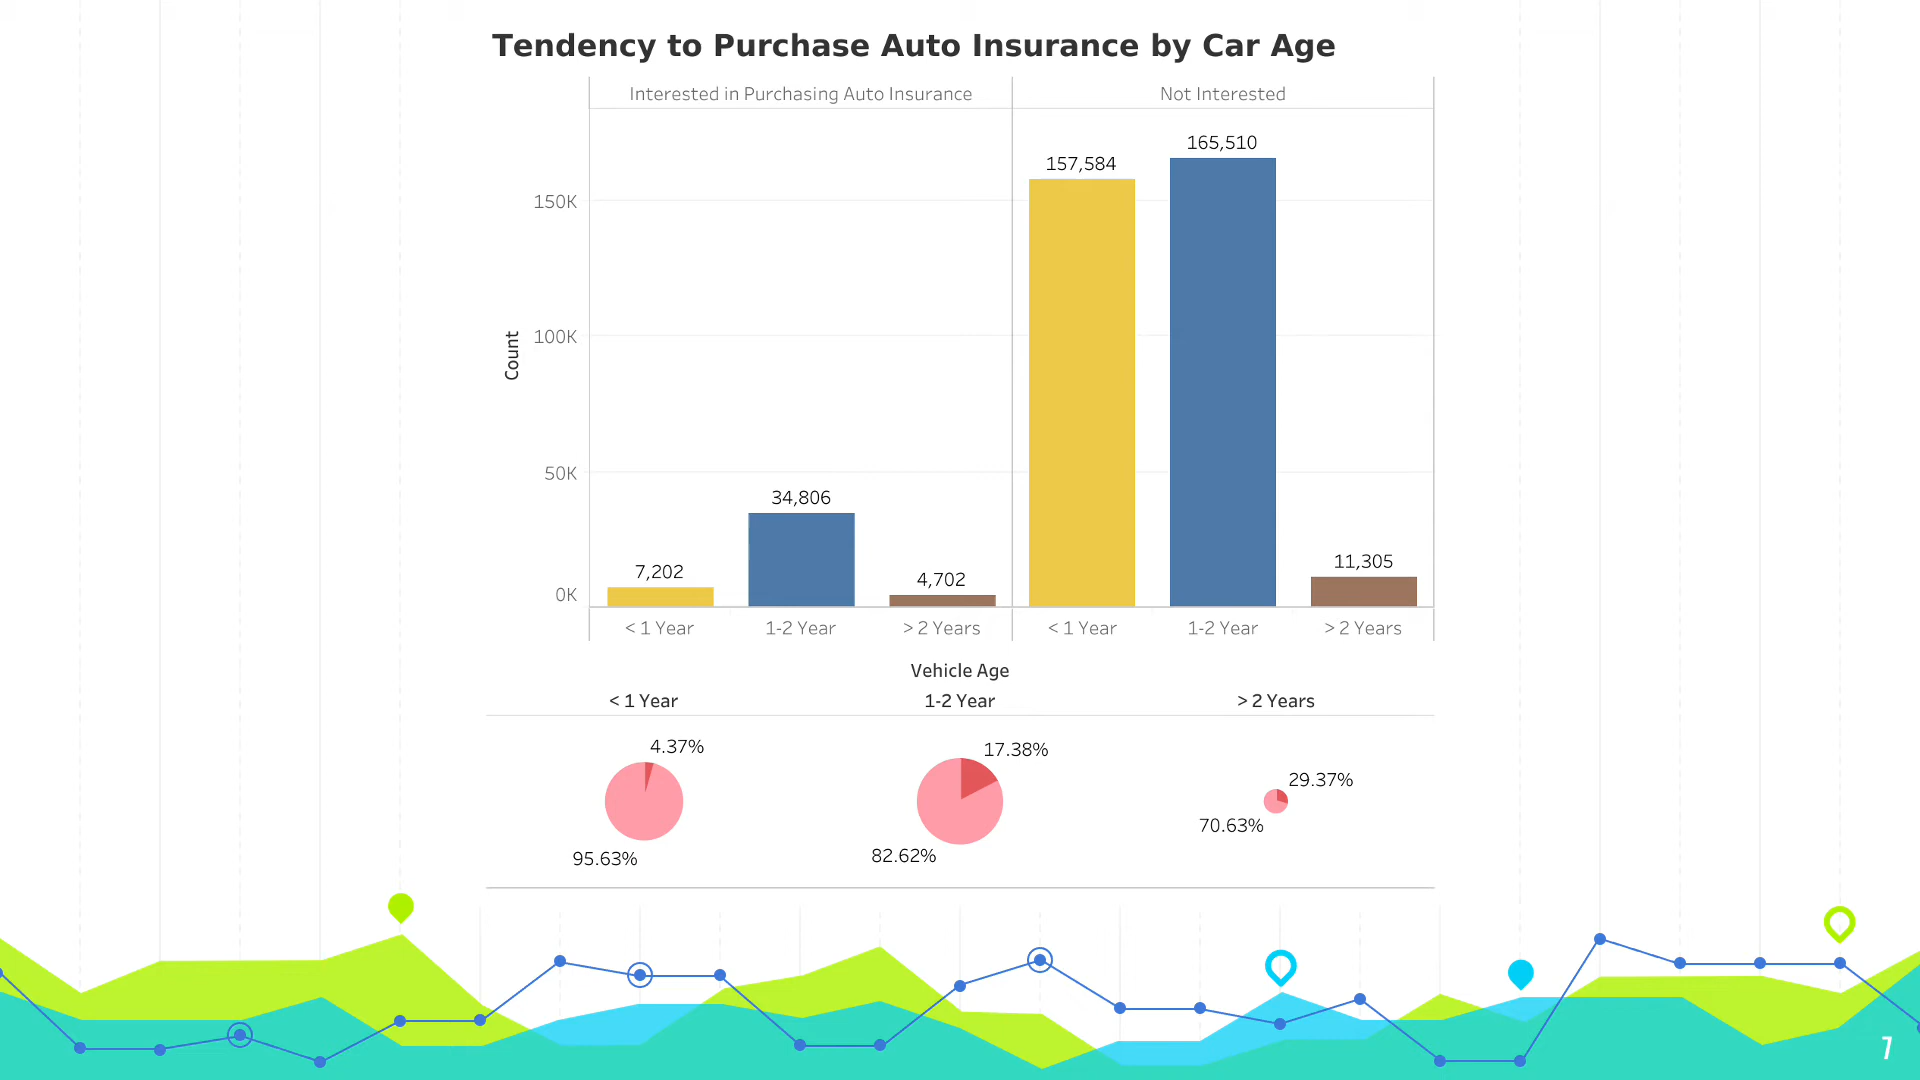 Tendency to Purchase Auto Insurance by Car Age
Interested in Purchasing Auto Insurance
Not Interested
Count
150K
100K
50K
0K
7,202
34,806
4,702
157,584
165,510
11,305
< 1 Year
1-2 Year
> 2 Years
< 1 Year
1-2 Year
> 2 Years
Vehicle Age
< 1 Year
1-2 Year
> 2 Years
4.37%
95.63%
17.38%
82.62%
29.37%
70.63%
7